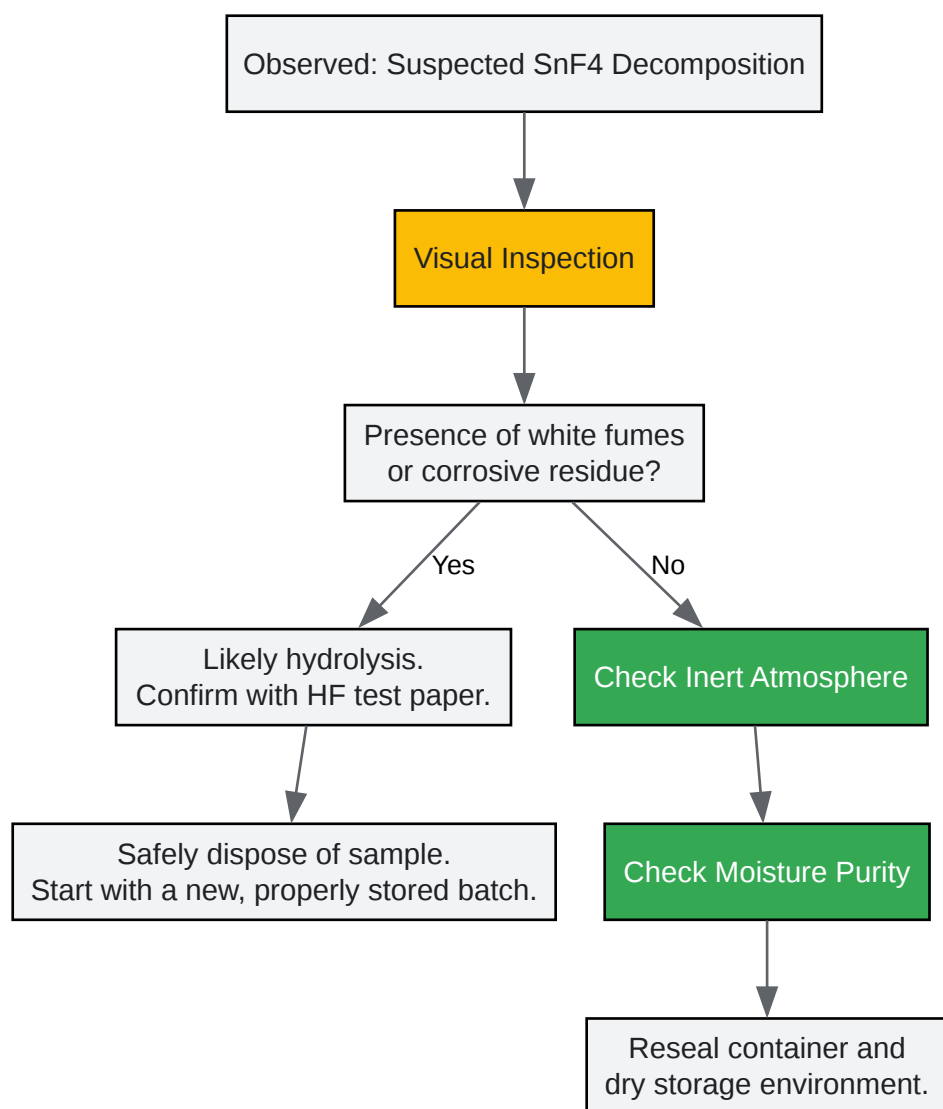 Observed: Suspected SnF4 Decomposition
Visual Inspection
Presence of white fumes
or corrosive residue?
Yes
No
Likely hydrolysis.
Confirm with HF test paper.
Check Inert Atmosphere
Safely dispose of sample.
Start with a new, properly stored batch.
Check Moisture Purity
Reseal container and
dry storage environment.